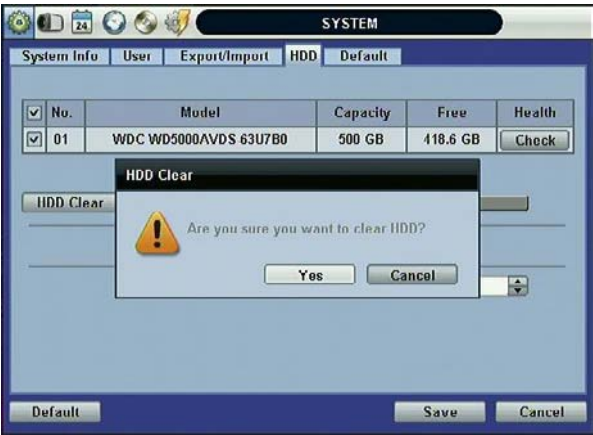 24
SYSTEM
System Info User Export/Import HDD Default
No. Model Capacity Free Health
01 WDC WD5000AVDS 63U7B0 500 GB 418.6 GB Check
HDD Clear
HDD Clear
Are you sure you want to clear HDD?
Yes Cancel
Default Save Cancel